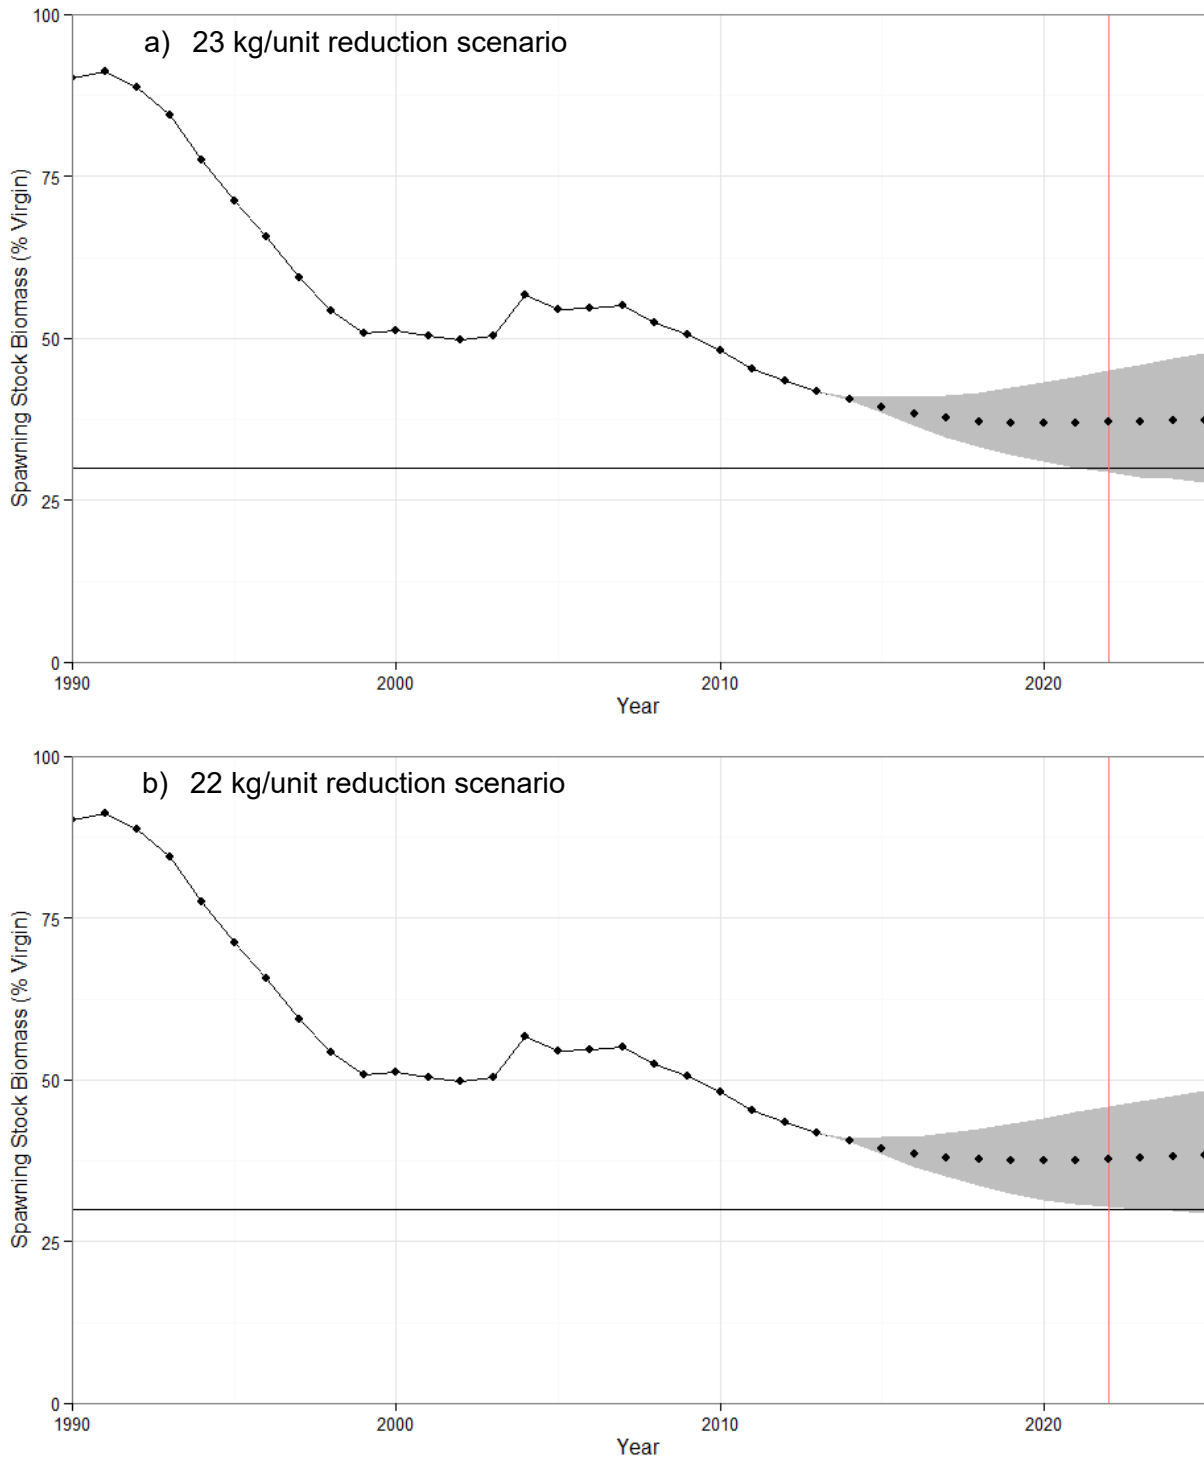 a) 23 kg/unit reduction scenario
100
75
50
25
0
Spawning Stock Biomass (% Virgin)
1990 2000 2010 2020
Year
b) 22 kg/unit reduction scenario
100
75
50
25
0
Spawning Stock Biomass (% Virgin)
1990 2000 2010 2020
Year